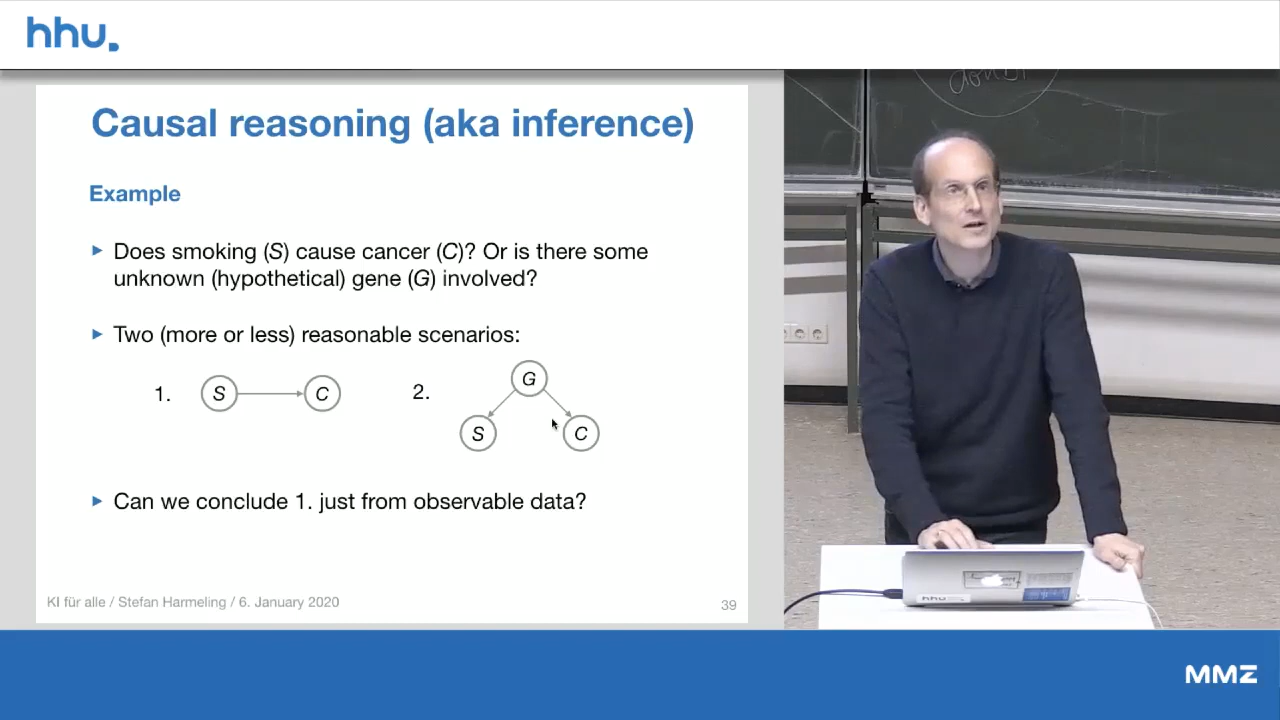 hhu.
Causal reasoning (aka inference)
Example
Does smoking (S) cause cancer (C)? Or is there some
unknown (hypothetical) gene (G) involved?
Two (more or less) reasonable scenarios:
1. S C 2. G
S C
Can we conclude 1. just from observable data?
KI für alle / Stefan Harmeling / 6. January 2020 39
hhu
MMZ